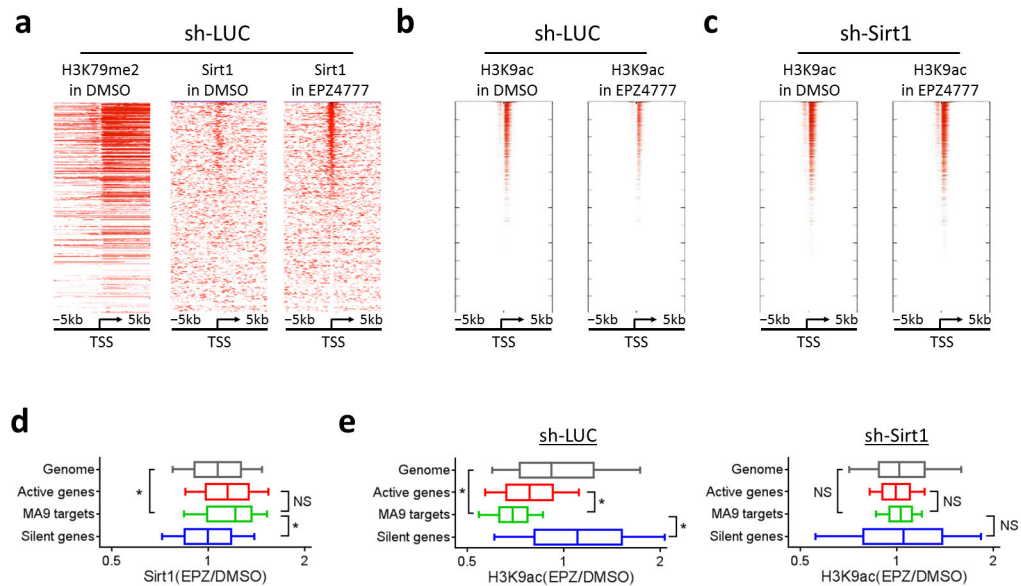 a b c
sh-LUC sh-LUC sh-Sirt1
H3K79me2 in DMSO
Sirt1 in DMSO
Sirt1 in EPZ4777
H3K9ac in DMSO
H3K9ac in EPZ4777
H3K9ac in DMSO
H3K9ac in EPZ4777
−5kb 5kb −5kb 5kb −5kb 5kb −5kb 5kb −5kb 5kb −5kb 5kb −5kb 5kb
TSS TSS TSS TSS TSS TSS TSS
d
Genome
Active genes
MA9 targets
Silent genes
* NS *
0.5 1 2
Sirt1(EPZ/DMSO)
e
sh-LUC
Genome
Active genes
MA9 targets
Silent genes
* * *
0.5 1 2
H3K9ac(EPZ/DMSO)
sh-Sirt1
Genome
Active genes
MA9 targets
Silent genes
NS NS NS
0.5 1 2
H3K9ac(EPZ/DMSO)